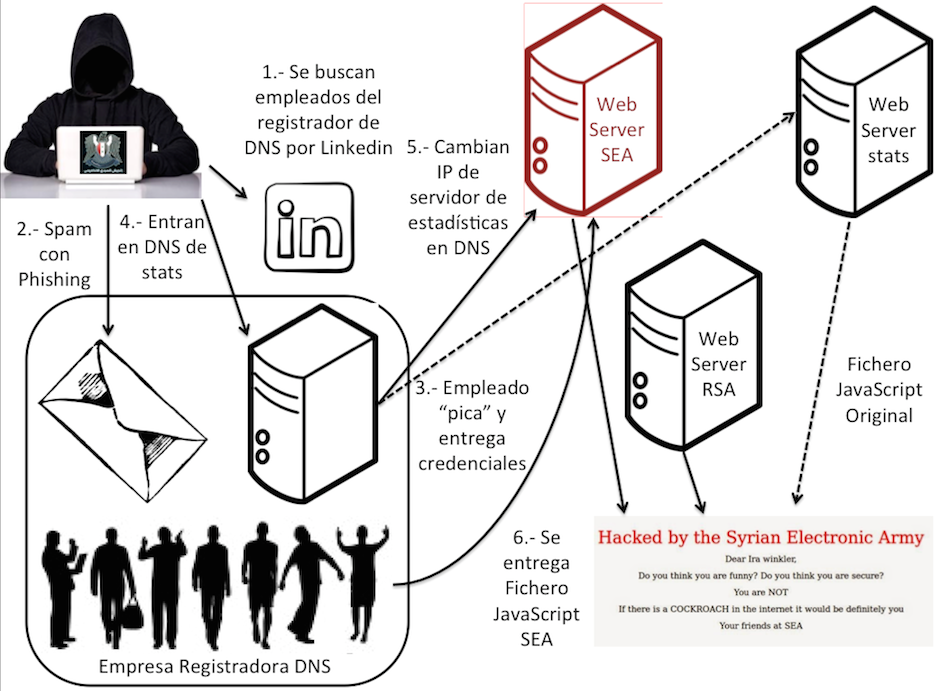 1.- Se buscan
empleados del
registrador de
DNS por Linkedin
in
2.- Spam
con
Phishing
4.- Entran
en DNS de
stats
5.- Cambian
IP de
servidor de
estadísticas
en DNS
Web
Server
SEA
Web
Server
stats
Web
Server
RSA
3.- Empleado
“pica” y
entrega
credenciales
Fichero
JavaScript
Original
6.- Se
entrega
Fichero
JavaScript
SEA
Hacked by the Syrian Electronic Army
Dear Ira winkler,
Do you think you are funny? Do you think you are secure?
You are NOT
If there is a COCKROACH in the internet it would be definitely you
Your friends at SEA
Empresa Registradora DNS